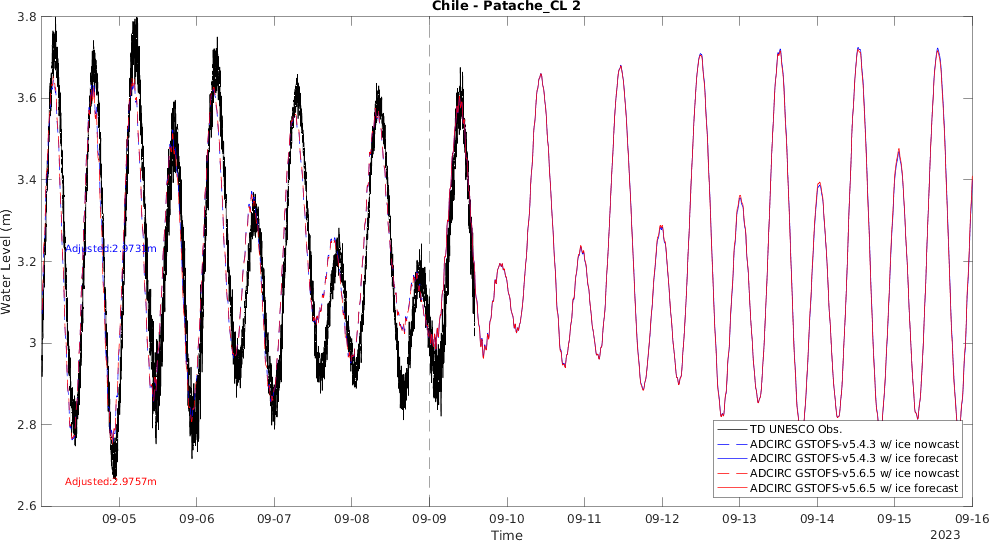 Chile - Patache_CL 2
3.8
3.6
3.4
3.2
3
2.8
2.6
Water Level (m)
Adjusted:2.9731m
Adjusted:2.9757m
TD UNESCO Obs.
ADCIRC GSTOFS-v5.4.3 w/ ice nowcast
ADCIRC GSTOFS-v5.4.3 w/ ice forecast
ADCIRC GSTOFS-v5.6.5 w/ ice nowcast
ADCIRC GSTOFS-v5.6.5 w/ ice forecast
09-05 09-06 09-07 09-08 09-09 09-10 09-11 09-12 09-13 09-14 09-15 09-16
Time
2023